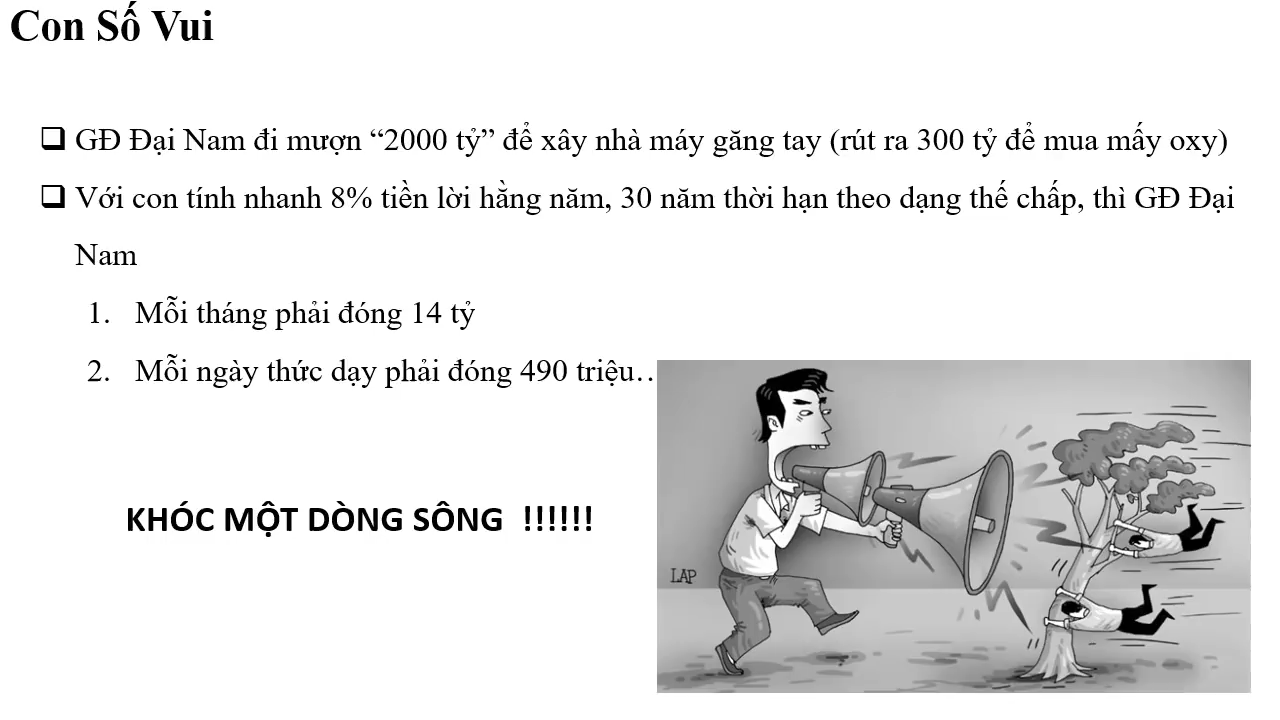 Con Số Vui
❑ GĐ Đại Nam đi mượn “2000 tỷ” để xây nhà máy găng tay (rút ra 300 tỷ để mua mấy oxy)
❑ Với con tính nhanh 8% tiền lời hằng năm, 30 năm thời hạn theo dạng thế chấp, thì GĐ Đại
Nam
1. Mỗi tháng phải đóng 14 tỷ
2. Mỗi ngày thức dạy phải đóng 490 triệu…
KHÓC MỘT DÒNG SÔNG !!!!!!
LAP